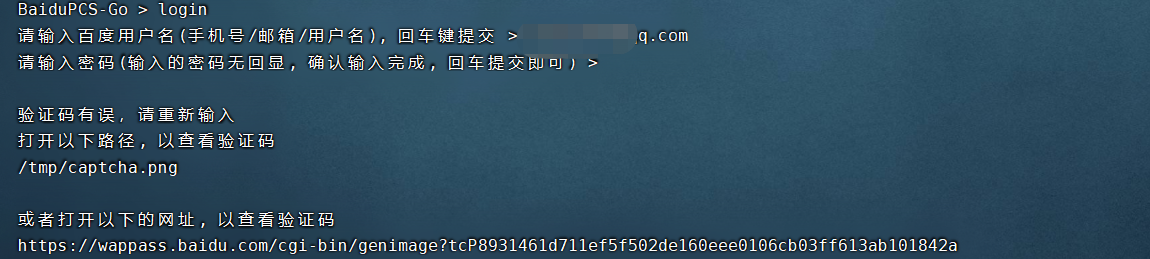 BaiduPCS-Go > login
请输入百度用户名(手机号/邮箱/用户名), 回车键提交 > q.com
请输入密码(输入的密码无回显, 确认输入完成, 回车提交即可) >
验证码有误, 请重新输入
打开以下路径, 以查看验证码
/tmp/captcha.png
或者打开以下的网址, 以查看验证码
https://wappass.baidu.com/cgi-bin/genimage?tcP8931461d711ef5f502de160eee0106cb03ff613ab101842a